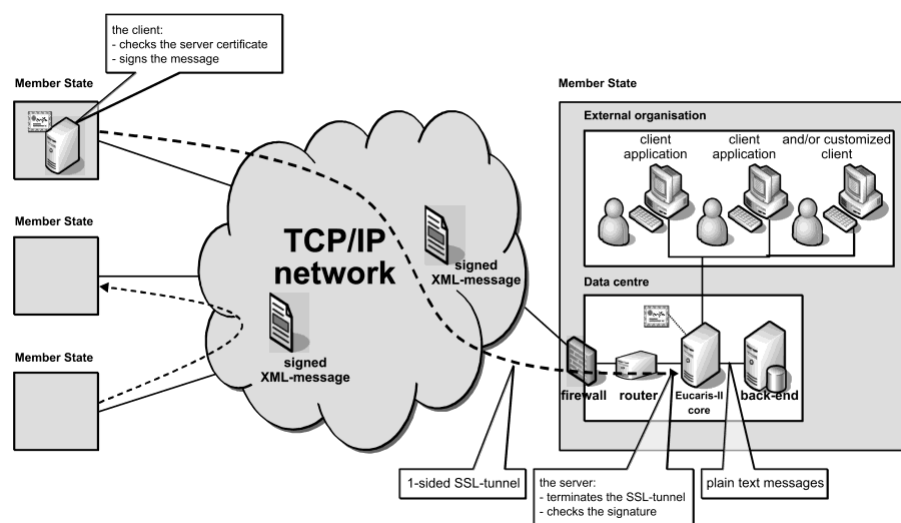 the client:
- checks the server certificate
- signs the message
Member State
Member State
External organisation
client
application
client
application
and/or customized
client
Member State
TCP/IP
network
signed
XML-message
signed
XML-message
Data centre
Member State
firewall
router
Eucaris-II
core
back-end
1-sided SSL-tunnel
the server:
- terminates the SSL-tunnel
- checks the signature
plain text messages